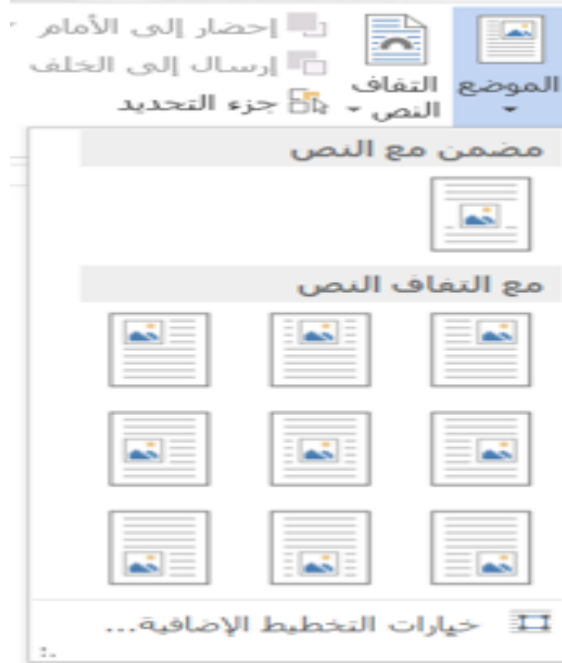 الموضع
التفاف النص
إحضار إلى الأمام
إرسال إلى الخلف
جزء التحديد
مضمن مع النص
مع التفاف النص
خيارات التخطيط الإضافية...